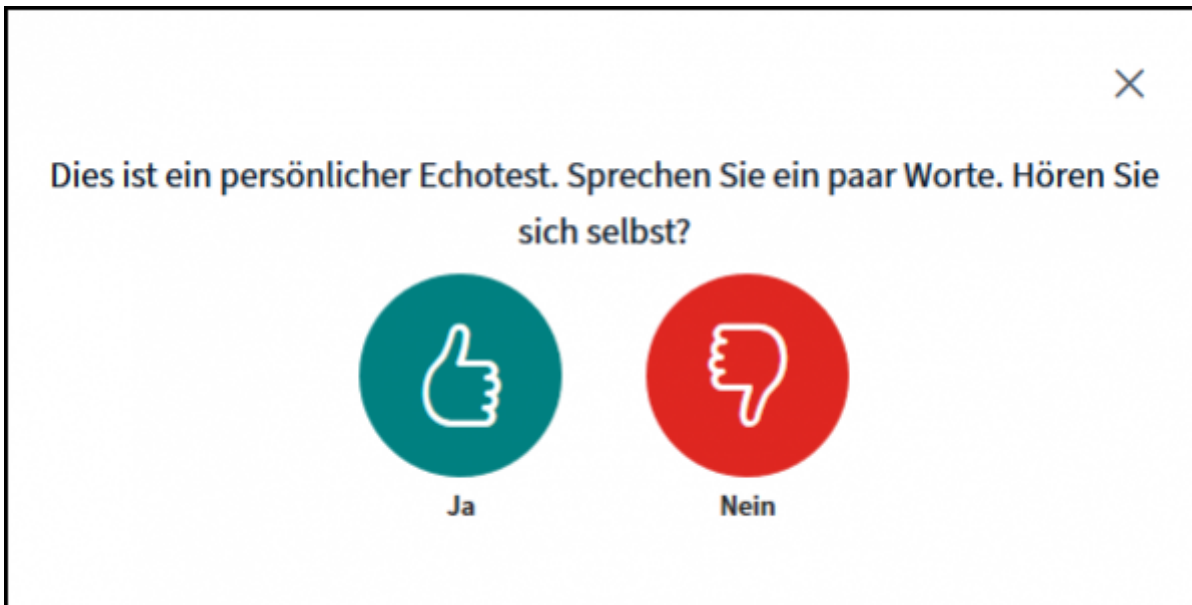 Dies ist ein persönlicher Echotest. Sprechen Sie ein paar Worte. Hören Sie
sich selbst?
Ja
Nein